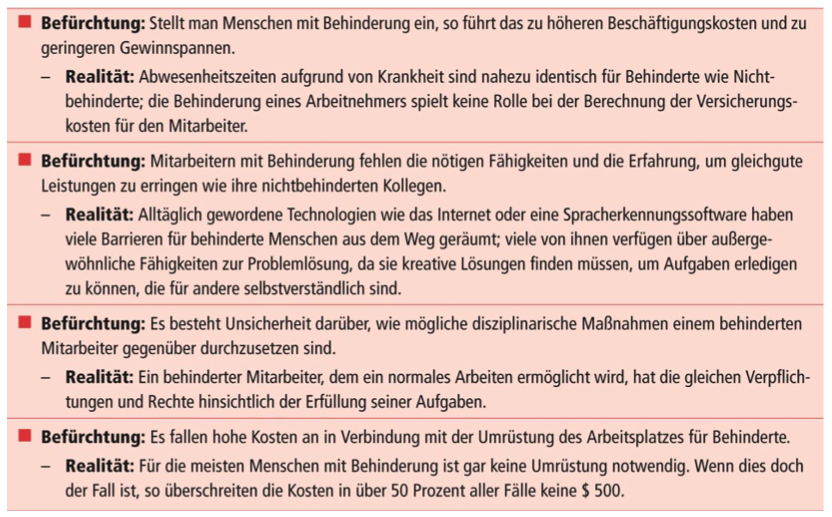 ■ Befürchtung: Stellt man Menschen mit Behinderung ein, so führt das zu höheren Beschäftigungskosten und zu
geringeren Gewinnspannen.
– Realität: Abwesenheitszeiten aufgrund von Krankheit sind nahezu identisch für Behinderte wie Nicht-
behinderte; die Behinderung eines Arbeitnehmers spielt keine Rolle bei der Berechnung der Versicherungs-
kosten für den Mitarbeiter.
■ Befürchtung: Mitarbeitern mit Behinderung fehlen die nötigen Fähigkeiten und die Erfahrung, um gleichgute
Leistungen zu erringen wie ihre nichtbehinderten Kollegen.
– Realität: Alltäglich gewordene Technologien wie das Internet oder eine Spracherkennungssoftware haben
viele Barrieren für behinderte Menschen aus dem Weg geräumt; viele von ihnen verfügen über außerge-
wöhnliche Fähigkeiten zur Problemlösung, da sie kreative Lösungen finden müssen, um Aufgaben erledigen
zu können, die für andere selbstverständlich sind.
■ Befürchtung: Es besteht Unsicherheit darüber, wie mögliche disziplinarische Maßnahmen einem behinderten
Mitarbeiter gegenüber durchzusetzen sind.
– Realität: Ein behinderter Mitarbeiter, dem ein normales Arbeiten ermöglicht wird, hat die gleichen Verpflich-
tungen und Rechte hinsichtlich der Erfüllung seiner Aufgaben.
■ Befürchtung: Es fallen hohe Kosten an in Verbindung mit der Umrüstung des Arbeitsplatzes für Behinderte.
– Realität: Für die meisten Menschen mit Behinderung ist gar keine Umrüstung notwendig. Wenn dies doch
der Fall ist, so überschreiten die Kosten in über 50 Prozent aller Fälle keine $ 500.